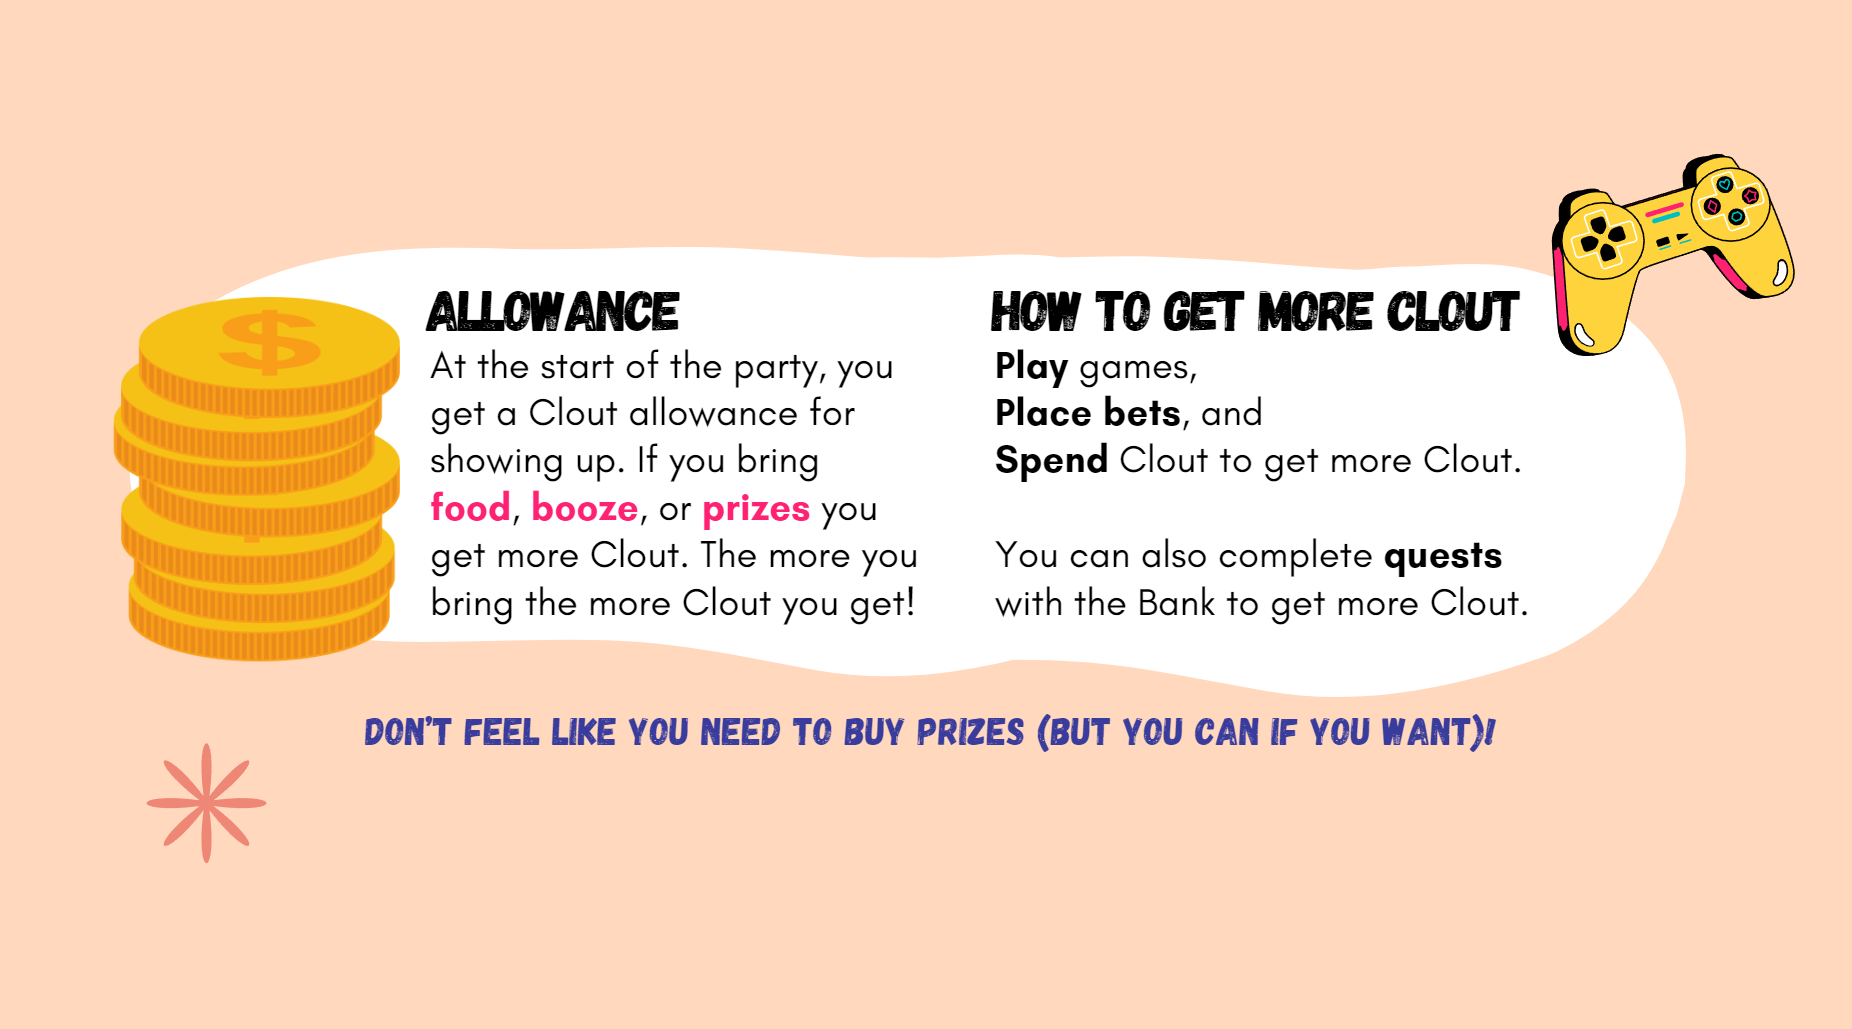 ALLOWANCE
At the start of the party, you
get a Clout allowance for
showing up. If you bring
food, booze, or prizes you
get more Clout. The more you
bring the more Clout you get!
HOW TO GET MORE CLOUT
Play games,
Place bets, and
Spend Clout to get more Clout.
You can also complete quests
with the Bank to get more Clout.
DON'T FEEL LIKE YOU NEED TO BUY PRIZES (BUT YOU CAN IF YOU WANT)!
$